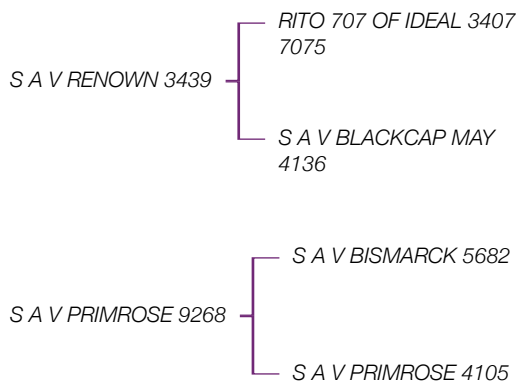 RITO 707 OF IDEAL 3407
7075
S A V RENOWN 3439
S A V BLACKCAP MAY
4136
S A V BISMARCK 5682
S A V PRIMROSE 9268
S A V PRIMROSE 4105